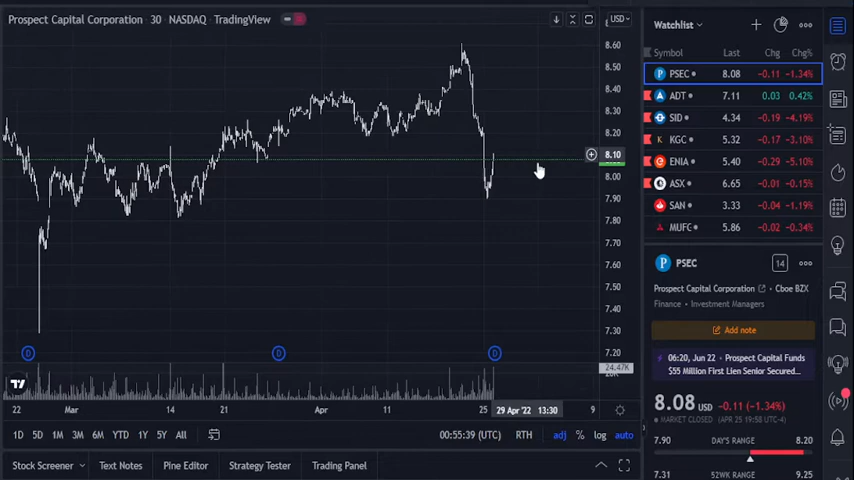 Prospect Capital Corporation · 30 · NASDAQ · TradingView
USD
8.60
8.50
8.40
8.30
8.20
8.10
8.00
7.90
7.80
7.70
7.60
7.50
7.40
7.30
7.20
24.47K
D D D
22 Mar 14 21 Apr 11 25 29 Apr '22 13:30 9
1D 5D 1M 3M 6M YTD 1Y 5Y All
00:55:39 (UTC) RTH adj % log auto
Stock Screener Text Notes Pine Editor Strategy Tester Trading Panel
Watchlist
Symbol Last Chg Chg%
PSEC 8.08 −0.11 −1.34%
ADT 7.11 0.03 0.42%
SID 4.34 −0.19 −4.19%
KGC 5.32 −0.17 −3.10%
ENIA 5.40 −0.29 −5.10%
ASX 6.65 −0.01 −0.15%
SAN 3.33 −0.04 −1.19%
MUFG 5.86 −0.02 −0.34%
PSEC 14
Prospect Capital Corporation • Cboe BZX
Finance • Investment Managers
Add note
06:20, Jun 22 • Prospect Capital Funds
$55 Million First Lien Senior Secured...
8.08 USD −0.11 (−1.34%)
MARKET CLOSED (APR 25 19:58 UTC-4)
7.90 DAY'S RANGE 8.20
7.31 52WK RANGE 9.25